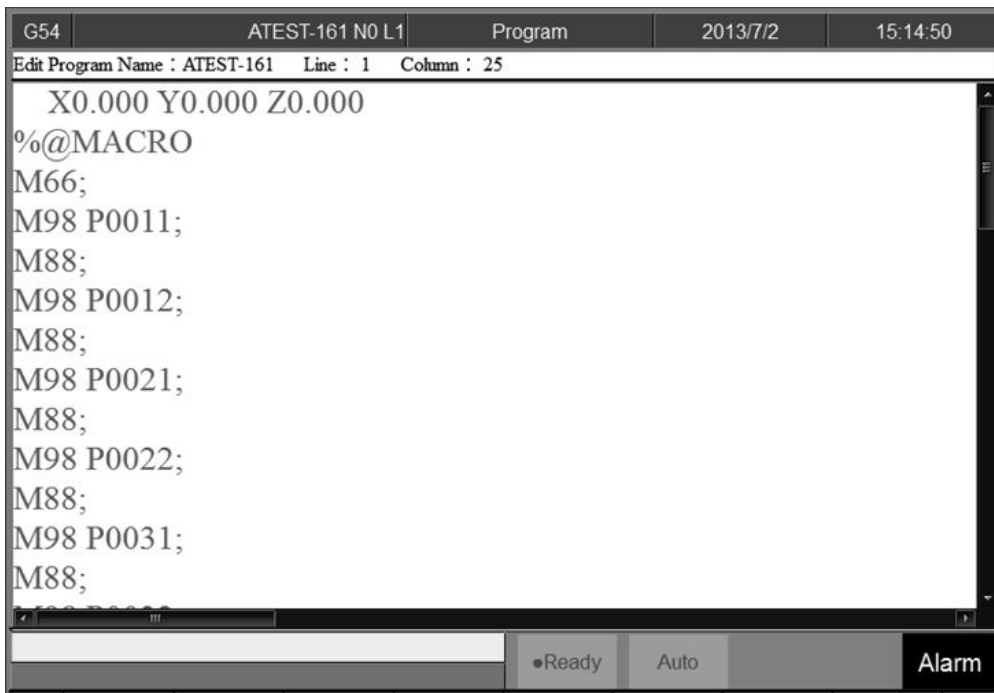 G54 ATEST-161 N0 L1 Program 2013/7/2 15:14:50
Edit Program Name：ATEST-161 Line：1 Column：25
X0.000 Y0.000 Z0.000
%@MACRO
M66;
M98 P0011;
M88;
M98 P0012;
M88;
M98 P0021;
M88;
M98 P0022;
M88;
M98 P0031;
M88;
●Ready Auto Alarm